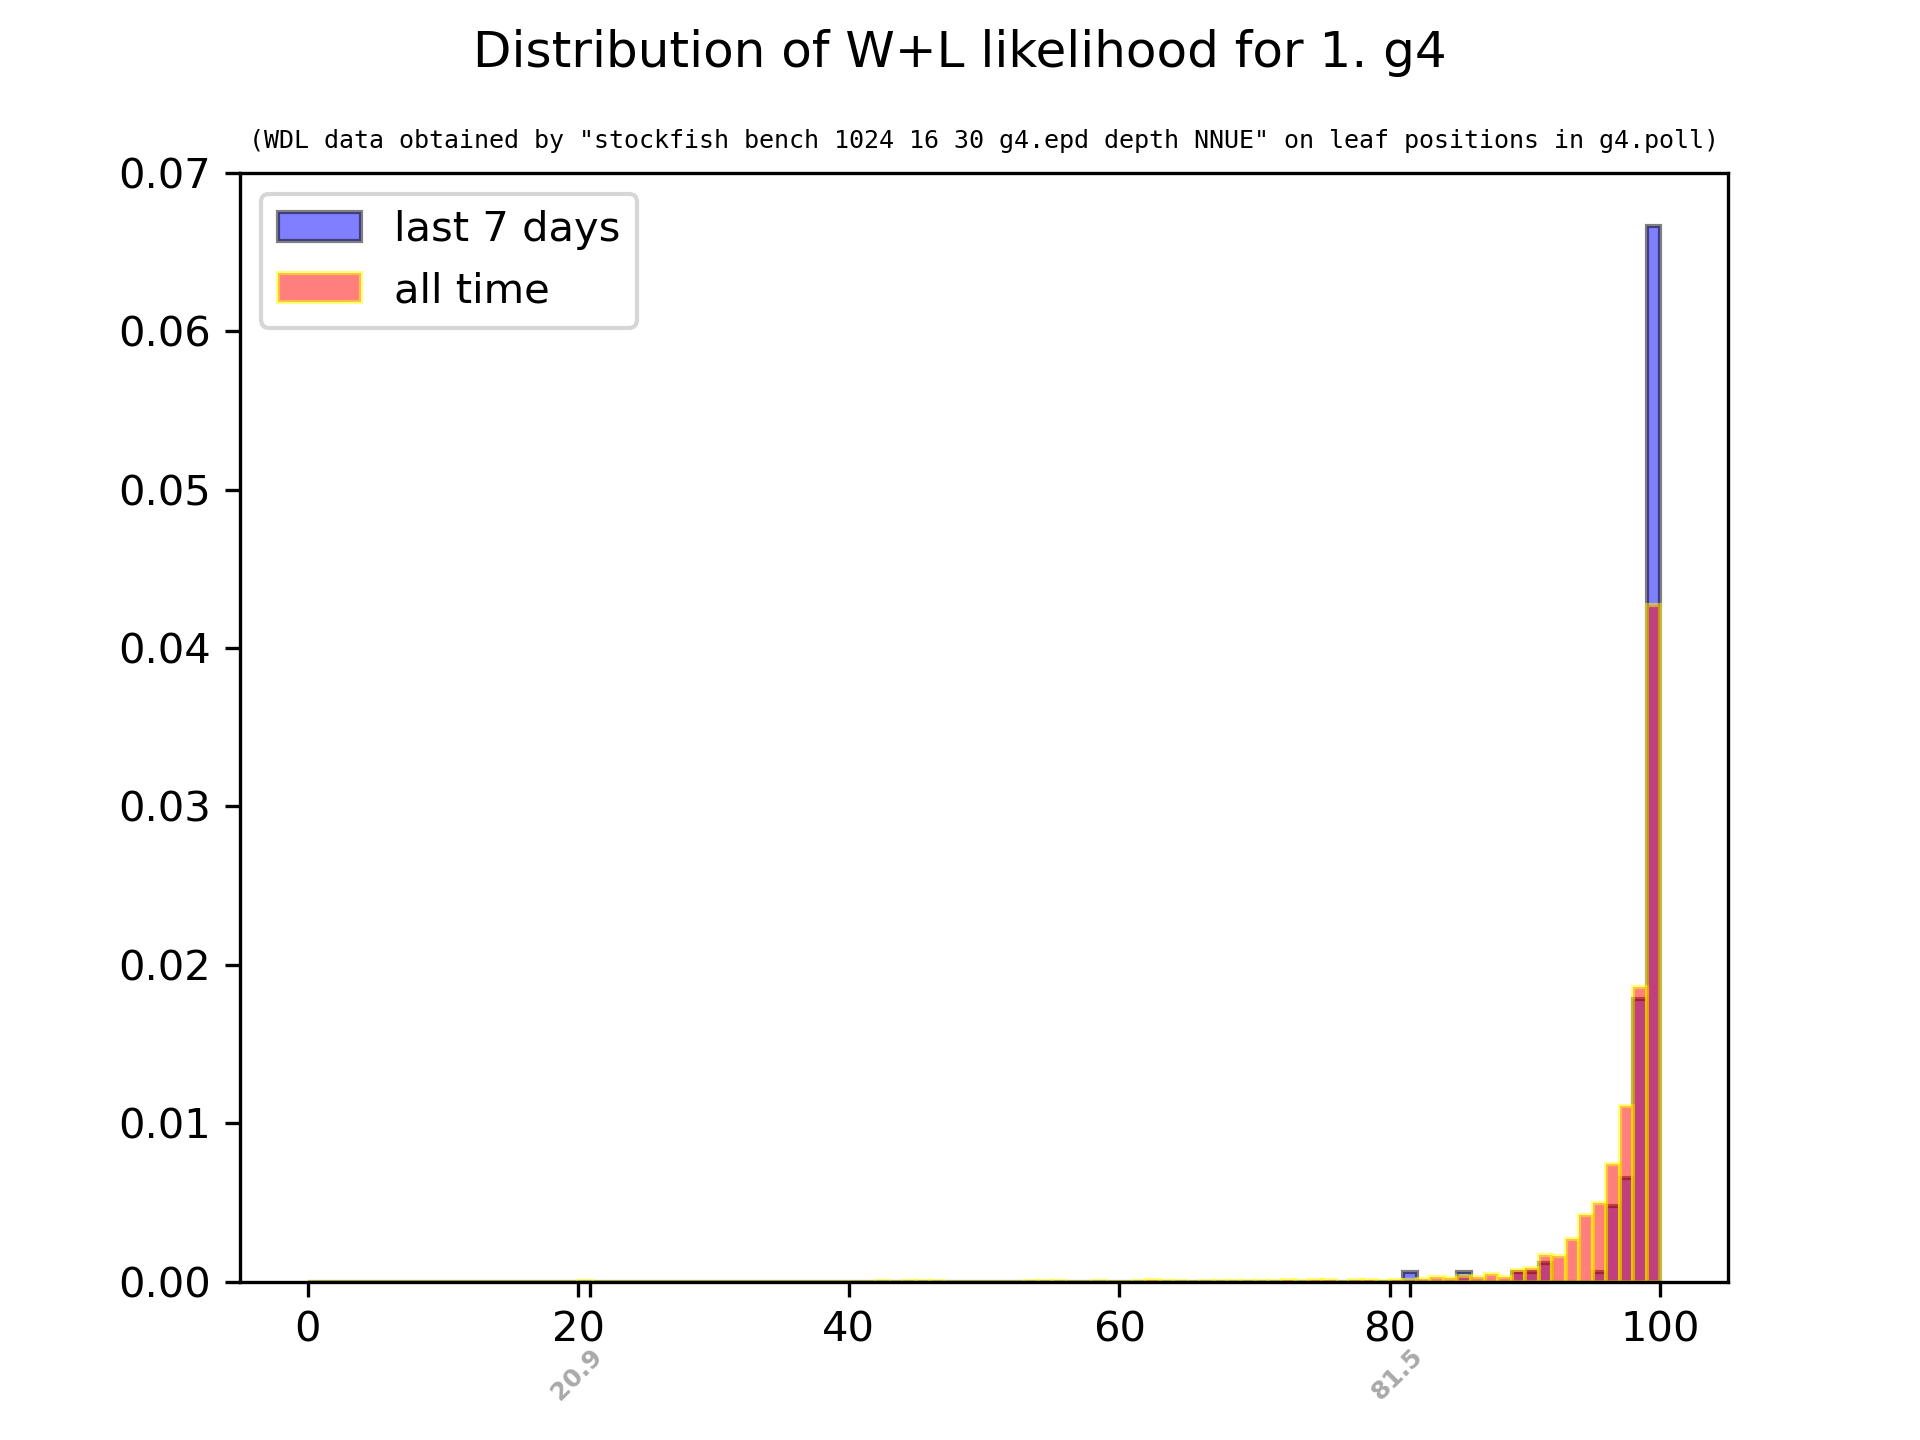 Distribution of W+L likelihood for 1. g4
(WDL data obtained by "stockfish bench 1024 16 30 g4.epd depth NNUE" on leaf positions in g4.poll)
last 7 days
all time
0.07
0.06
0.05
0.04
0.03
0.02
0.01
0.00
0 20 40 60 80 100
20.9 81.5